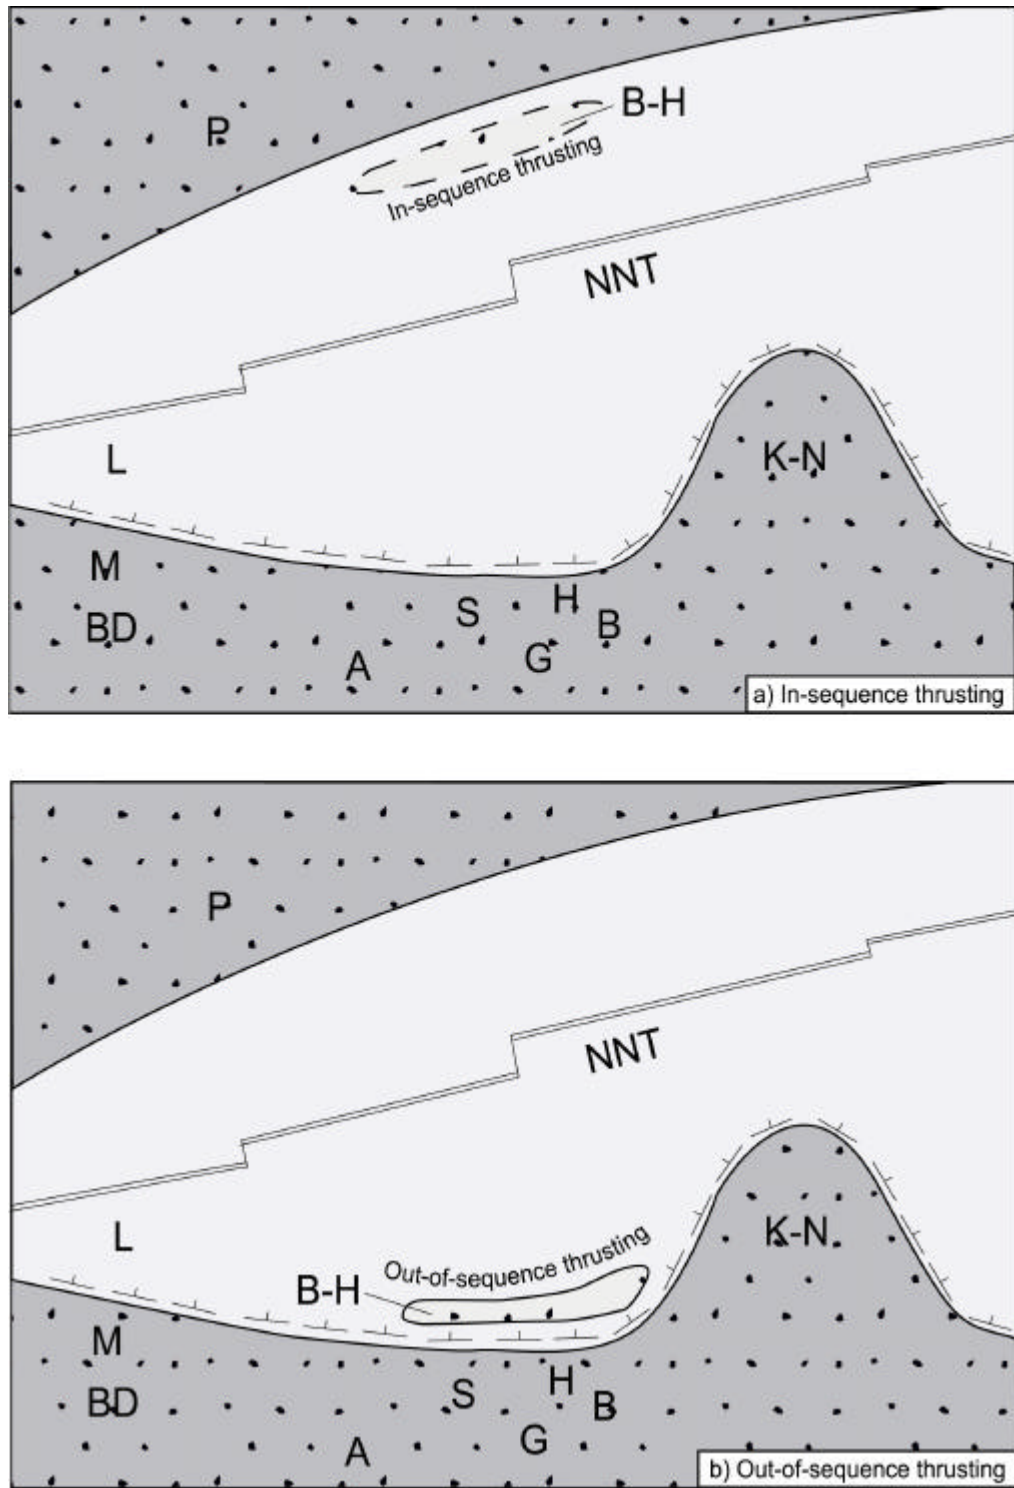 P
B-H
In-sequence thrusting
NNT
L
K-N
M
H
S
B
BD
G
A
a) In-sequence thrusting
P
NNT
L
K-N
Out-of-sequence thrusting
B-H
M
H
S
B
BD
G
A
b) Out-of-sequence thrusting